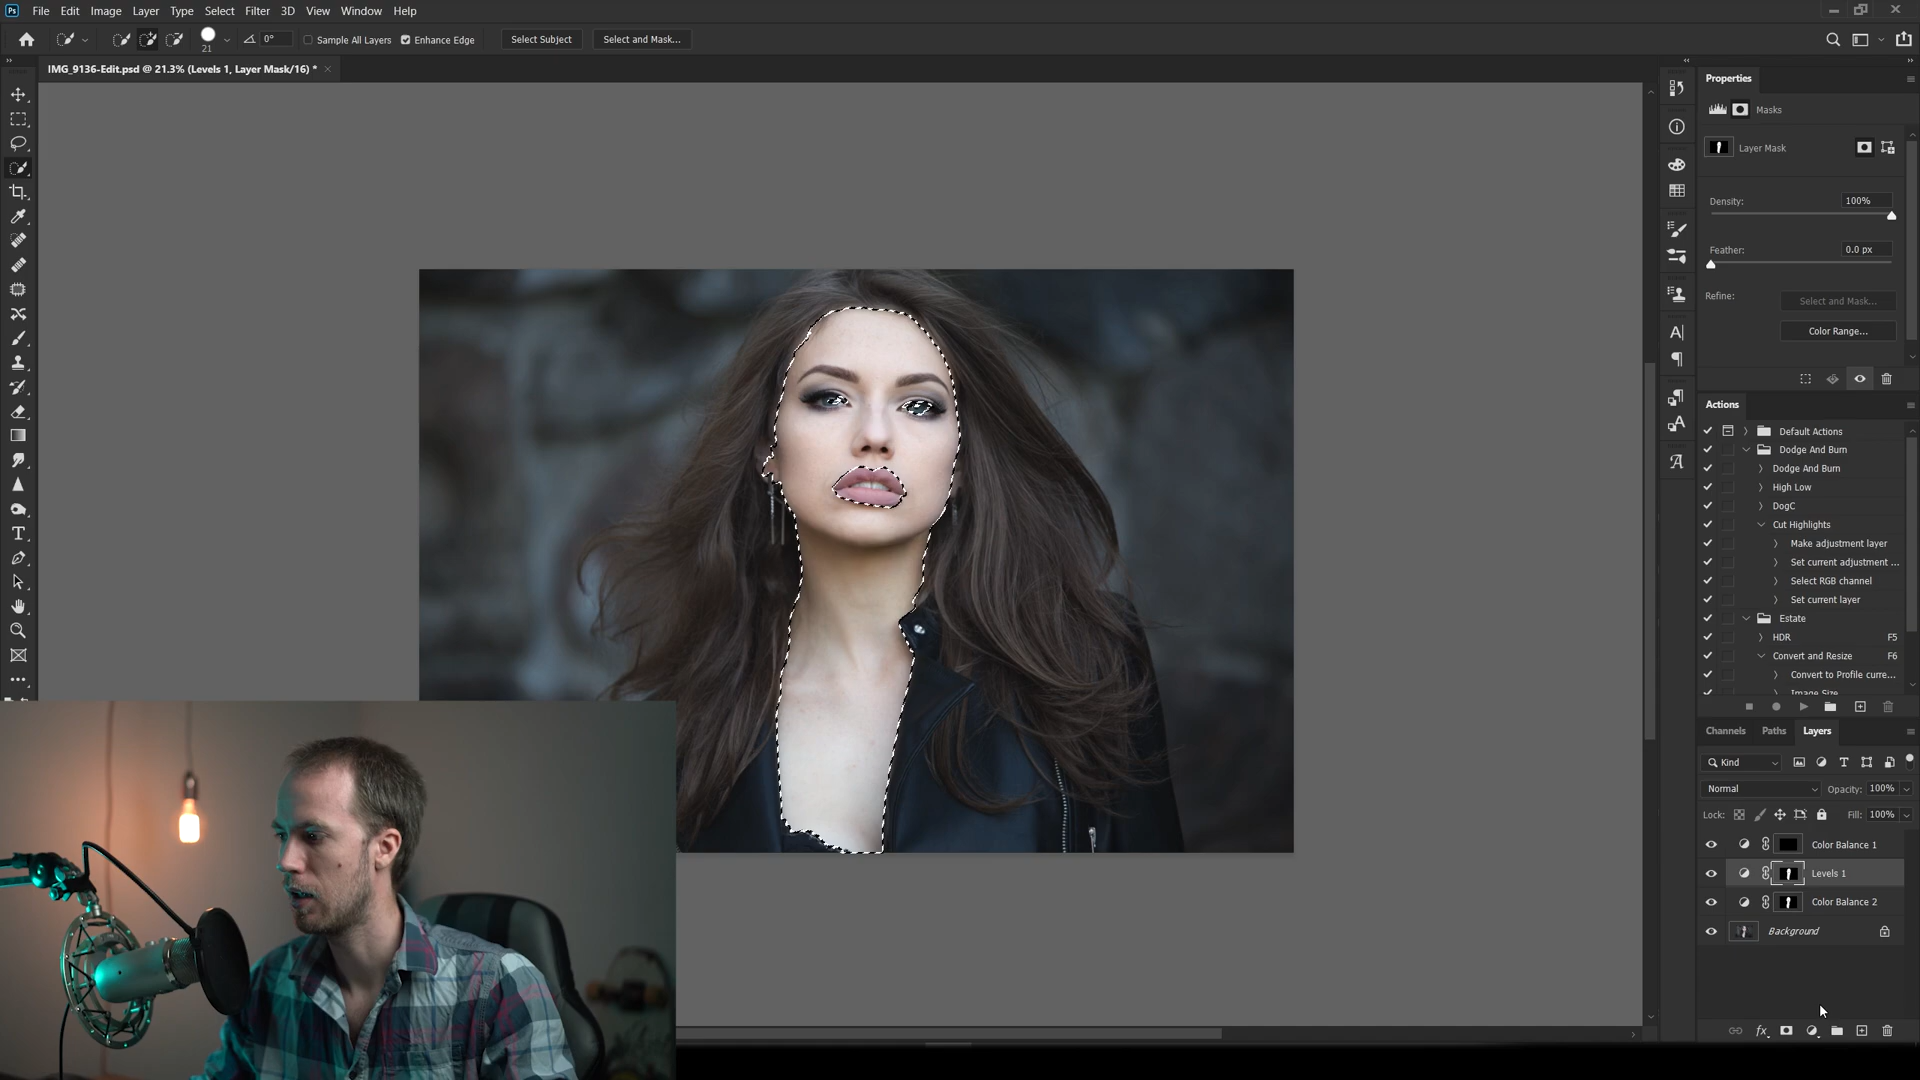 Ps File Edit Image Layer Type Select Filter 3D View Window Help
21 0° Sample All Layers Enhance Edge Select Subject Select and Mask...
IMG_9136-Edit.psd @ 21.3% (Levels 1, Layer Mask/16) *
Properties
Masks
Layer Mask
Density: 100%
Feather: 0.0 px
Refine: Select and Mask...
Color Range...
Actions
Default Actions
Dodge And Burn
Dodge And Burn
High Low
DogC
Cut Highlights
Make adjustment layer
Set current adjustment ...
Select RGB channel
Set current layer
Estate
HDR F5
Convert and Resize F6
Convert to Profile curre...
Image Size
Channels Paths Layers
Kind
Normal Opacity: 100%
Lock: Fill: 100%
Color Balance 1
Levels 1
Color Balance 2
Background
fx